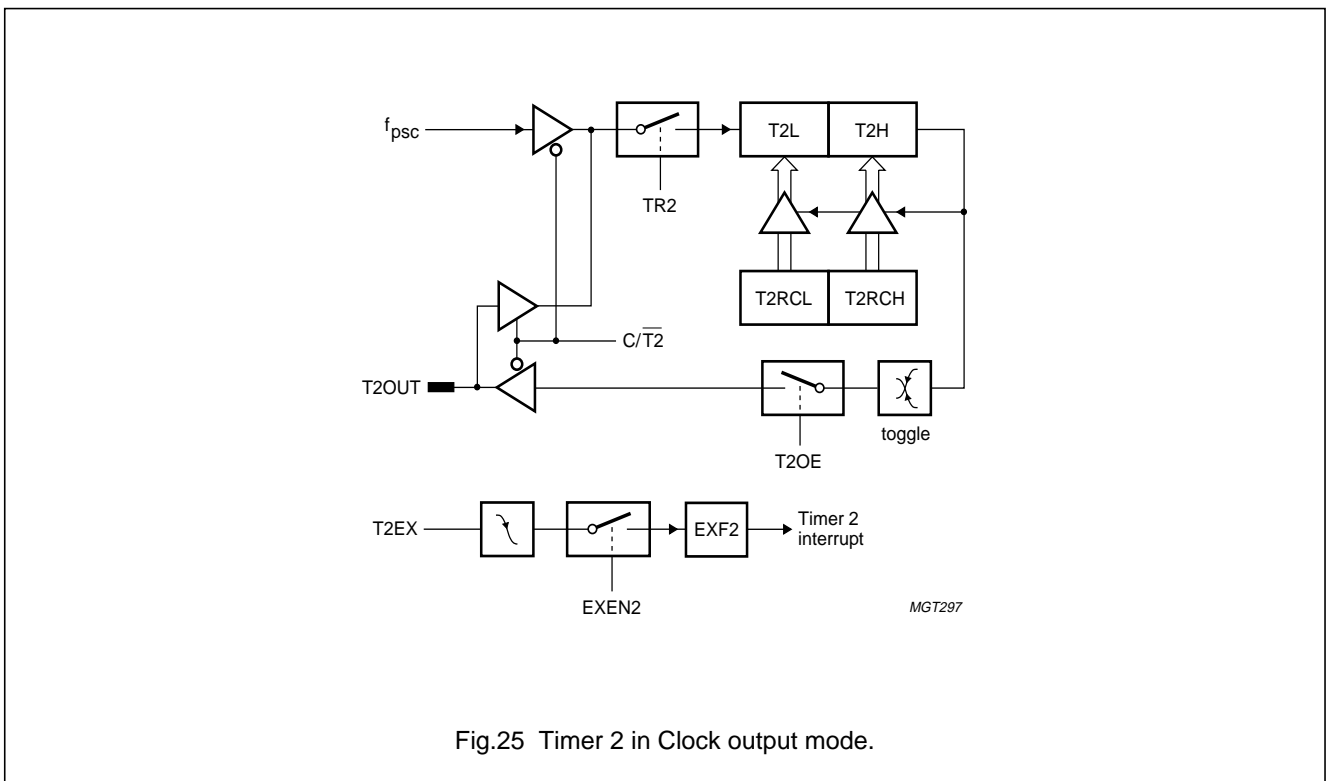 fpsc
TR2
T2L
T2H
T2RCL
T2RCH
C/T2̅
T2OUT
toggle
T2OE
T2EX
EXF2
Timer 2
interrupt
EXEN2
MGT297
Fig.25 Timer 2 in Clock output mode.